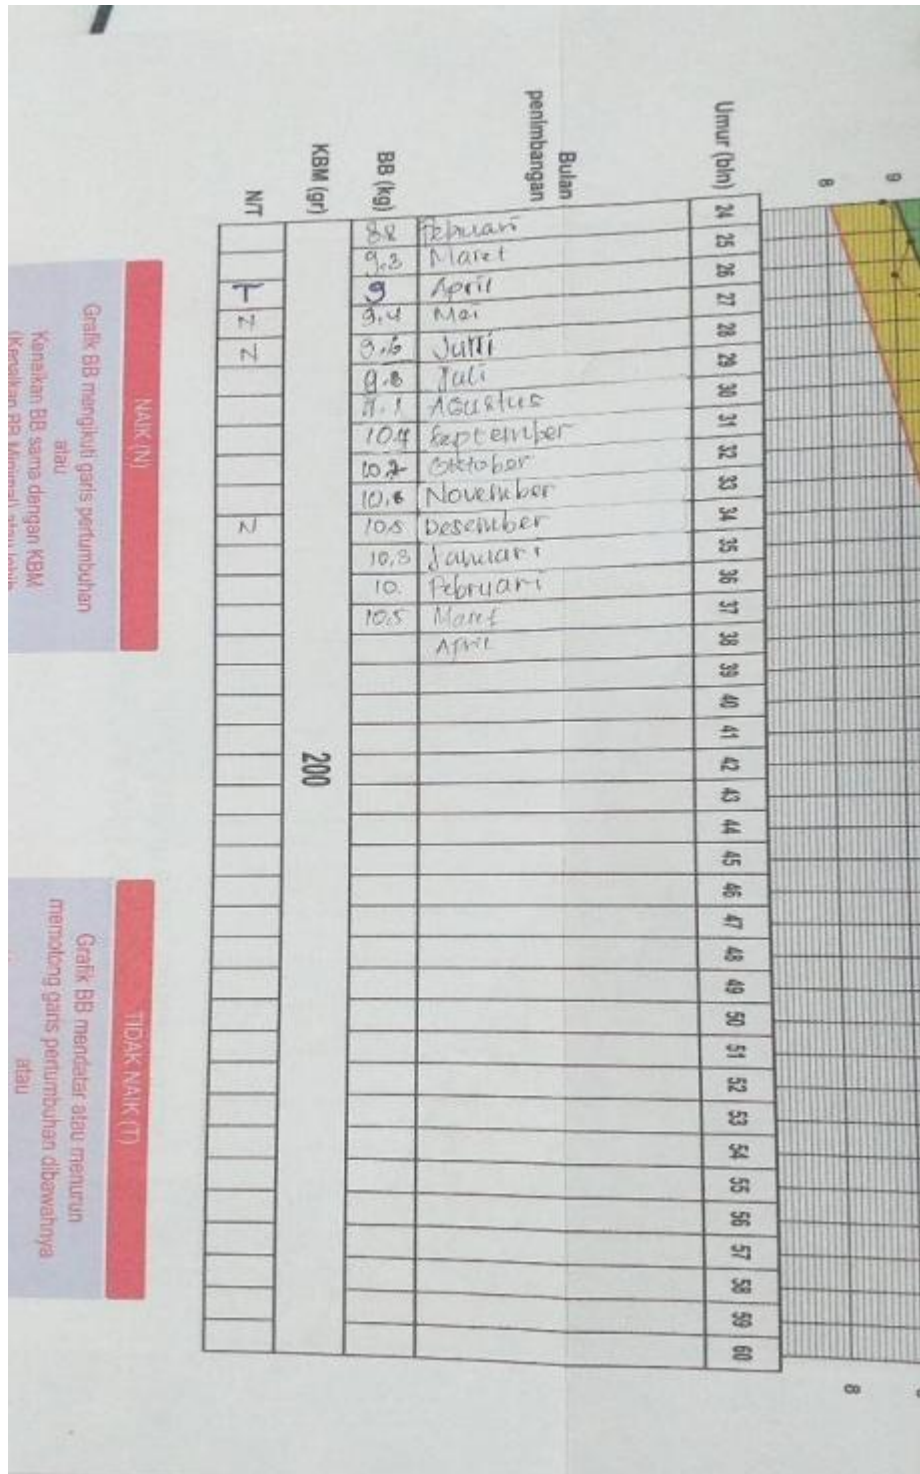 9
8
Umur (bln) 24 25 26 27 28 29 30 31 32 33 34 35 36 37 38 39 40 41 42 43 44 45 46 47 48 49 50 51 52 53 54 55 56 57 58 59 60
8
Bulan penimbangan Februari Maret April Mei Juni Juli AGustus September Oktober November Desember Januari Pebruari Maret April
BB (kg) 8.8 9.3 9 9.4 9.6 9.8 10.6 10.5 10.3 10. 10.5
KBM (gr) 200
N/T T N N N
NAIK (N)
Grafik BB mengikuti garis pertumbuhan
atau
Kenaikan BB sama dengan KBM
(Kenaikan BB Minimal) atau lebih
TIDAK NAIK (T)
Grafik BB mendatar atau menurun
memotong garis pertumbuhan dibawahnya
atau